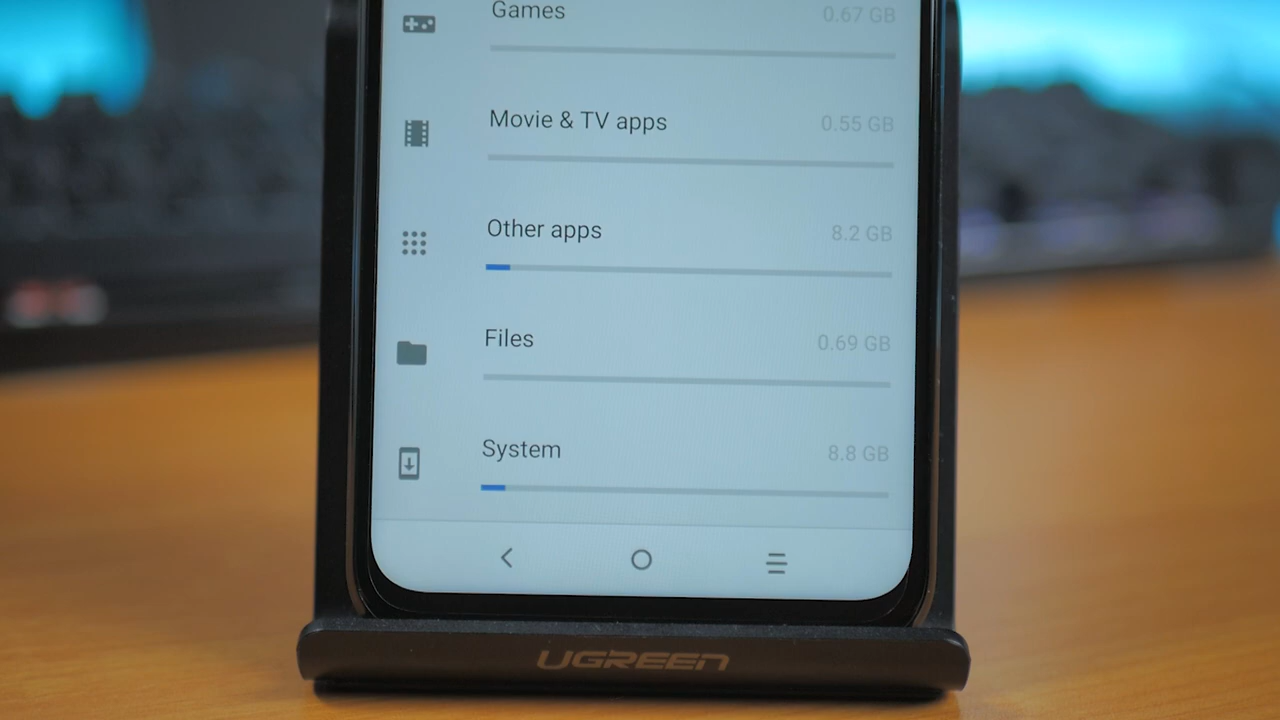 Games 0.67 GB
Movie & TV apps 0.55 GB
Other apps 8.2 GB
Files 0.69 GB
System 8.8 GB
UGREEN